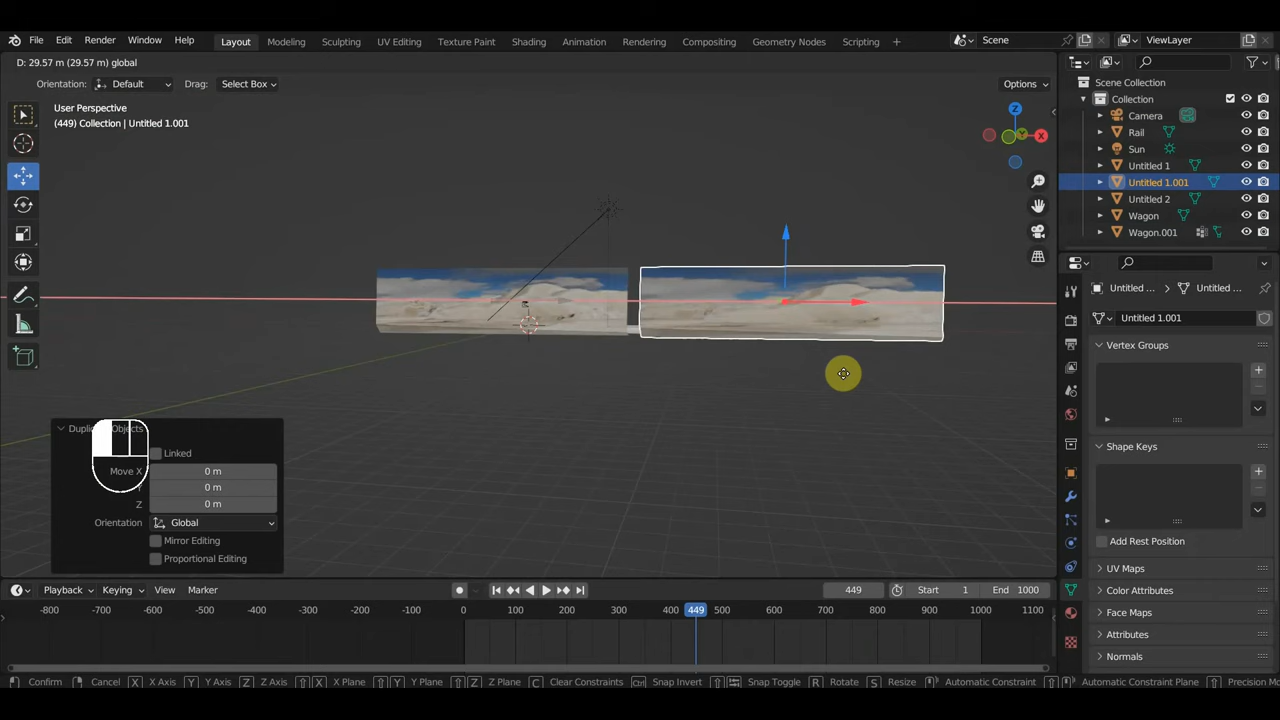 File Edit Render Window Help Layout Modeling Sculpting UV Editing Texture Paint Shading Animation Rendering Compositing Geometry Nodes Scripting + Scene ViewLayer
D: 29.57 m (29.57 m) global
Orientation: Default Drag: Select Box Options
User Perspective
(449) Collection | Untitled 1.001
Z
X
Y
Scene Collection
Collection
Camera
Rail
Sun
Untitled 1
Untitled 1.001
Untitled 2
Wagon
Wagon.001
Untitled ... Untitled 1....
Untitled 1.001
Vertex Groups
Shape Keys
Add Rest Position
UV Maps
Color Attributes
Face Maps
Attributes
Normals
Objects
Linked
Move X 0 m
0 m
Z 0 m
Orientation Global
Mirror Editing
Proportional Editing
Playback Keying View Marker 449 Start 1 End 1000
-800 -700 -600 -500 -400 -300 -200 -100 0 100 200 300 400 449 500 600 700 800 900 1000 1100
Confirm Cancel X X Axis Y Y Axis Z Z Axis X X Plane Y Y Plane Z Z Plane C Clear Constraints Ctrl Snap Invert Snap Toggle R Rotate S Resize Automatic Constraint Automatic Constraint Plane Precision Mo